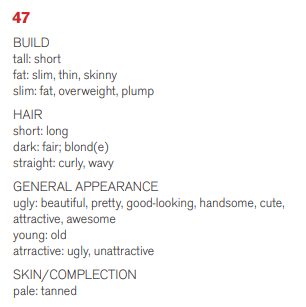 47
BUILD
tall: short
fat: slim, thin, skinny
slim: fat, overweight, plump
HAIR
short: long
dark: fair; blond(e)
straight: curly, wavy
GENERAL APPEARANCE
ugly: beautiful, pretty, good-looking, handsome, cute,
attractive, awesome
young: old
atrractive: ugly, unattractive
SKIN/COMPLECTION
pale: tanned